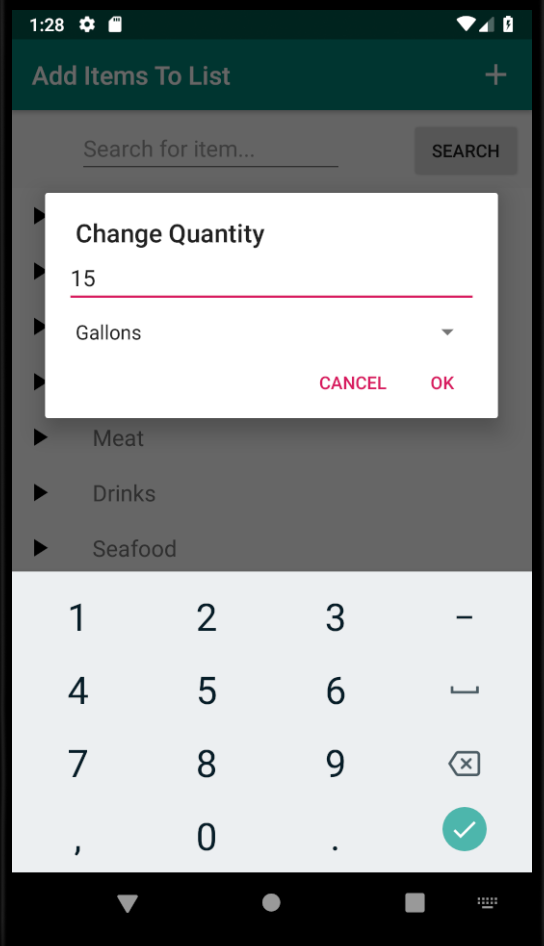 1:28
Add Items To List +
Search for item... SEARCH
Change Quantity
15
Gallons
CANCEL OK
Meat
Drinks
Seafood
1 2 3 –
4 5 6
7 8 9
, 0 .